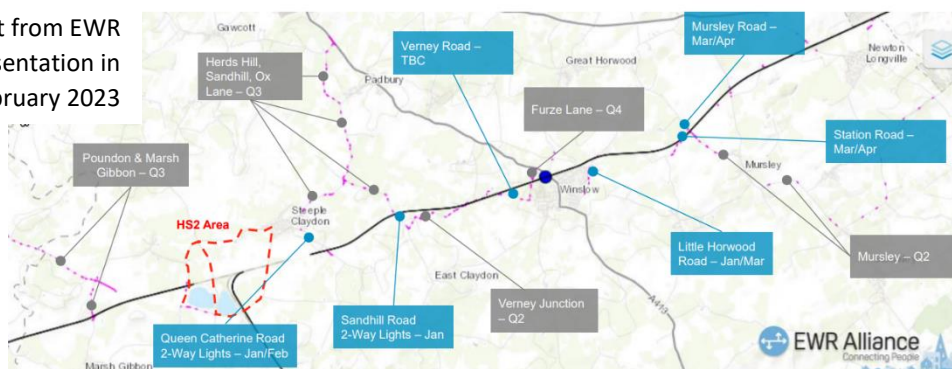 t from EWR
sentation in
bruary 2023
Gawcott
Herds Hill,
Sandhill, Ox
Lane – Q3
Padbury
Verney Road –
TBC
Great Horwood
Mursley Road –
Mar/Apr
Newton
Longville
Furze Lane – Q4
Station Road –
Mar/Apr
Poundon & Marsh
Gibbon – Q3
Mursley
Winslow
Steeple
Claydon
HS2 Area
Little Horwood
Road – Jan/Mar
Mursley – Q2
East Claydon
Verney Junction
– Q2
Sandhill Road
2-Way Lights – Jan
Queen Catherine Road
2-Way Lights – Jan/Feb
A413
Marsh Gibbon
EWR Alliance
Connecting People